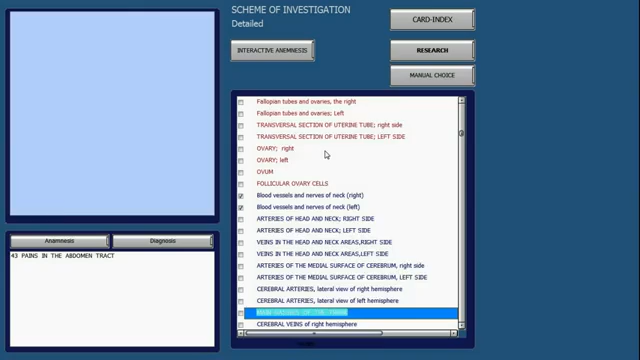 SCHEME OF INVESTIGATION
Detailed
CARD-INDEX
INTERACTIVE ANEMNESIS
RESEARCH
MANUAL CHOICE
Fallopian tubes and ovaries, the right
Fallopian tubes and ovaries; Left
TRANSVERSAL SECTION OF UTERINE TUBE; right side
TRANSVERSAL SECTION OF UTERINE TUBE; LEFT SIDE
OVARY; right
OVARY; left
OVUM
FOLLICULAR OVARY CELLS
Blood vessels and nerves of neck (right)
Blood vessels and nerves of neck (left)
ARTERIES OF HEAD AND NECK; RIGHT SIDE
ARTERIES OF HEAD AND NECK; LEFT SIDE
VEINS IN THE HEAD AND NECK AREAS,RIGHT SIDE
VEINS IN THE HEAD AND NECK AREAS,LEFT SIDE
ARTERIES OF THE MEDIAL SURFACE OF CEREBRUM, right side
ARTERIES OF THE MEDIAL SURFACE OF CEREBRUM, LEFT SIDE
CEREBRAL ARTERIES, lateral view of right hemisphere
CEREBRAL ARTERIES, lateral view of left hemisphere
CEREBRAL VEINS of right hemisphere
Anamnesis
Diagnosis
43 PAINS IN THE ABDOMEN TRACT